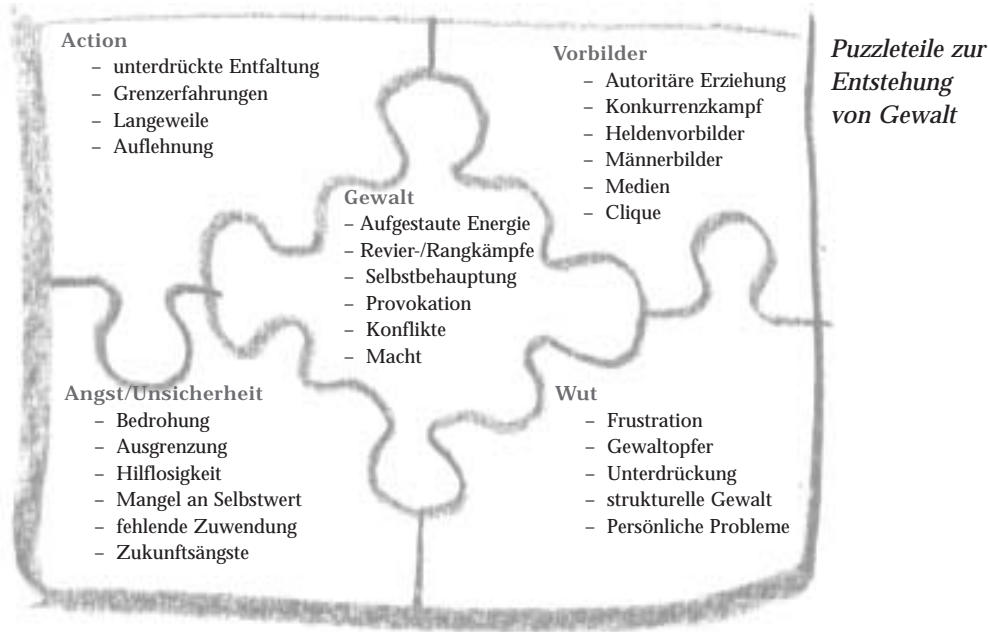 Action
– unterdrückte Entfaltung
– Grenzerfahrungen
– Langeweile
– Auflehnung
Vorbilder
– Autoritäre Erziehung
– Konkurrenzkampf
– Heldenvorbilder
– Männerbilder
– Medien
– Clique
Puzzleteile zur
Entstehung
von Gewalt
Gewalt
– Aufgestaute Energie
– Revier-/Rangkämpfe
– Selbstbehauptung
– Provokation
– Konflikte
– Macht
Angst/Unsicherheit
– Bedrohung
– Ausgrenzung
– Hilflosigkeit
– Mangel an Selbstwert
– fehlende Zuwendung
– Zukunftsängste
Wut
– Frustration
– Gewaltopfer
– Unterdrückung
– strukturelle Gewalt
– Persönliche Probleme